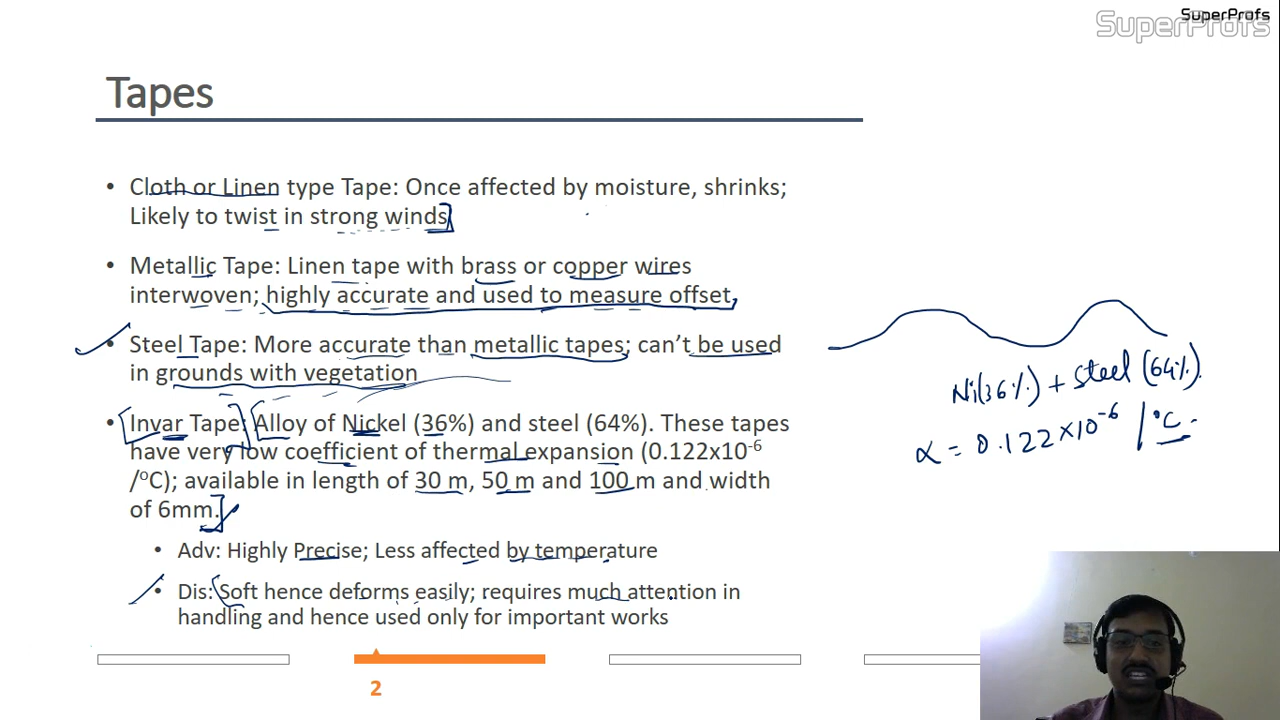 SuperProfs
SuperProfs
Tapes
• Cloth or Linen type Tape: Once affected by moisture, shrinks;
Likely to twist in strong winds
• Metallic Tape: Linen tape with brass or copper wires
interwoven; highly accurate and used to measure offset,
• Steel Tape: More accurate than metallic tapes; can't be used
in grounds with vegetation
• Invar Tape: Alloy of Nickel (36%) and steel (64%). These tapes
have very low coefficient of thermal expansion (0.122x10⁻⁶
/⁰C); available in length of 30 m, 50 m and 100 m and width
of 6mm.
• Adv: Highly Precise; Less affected by temperature
• Dis: Soft hence deforms easily; requires much attention in
handling and hence used only for important works
Ni(36%) + steel (64%).
α = 0.122×10⁻⁶ /°C.
2